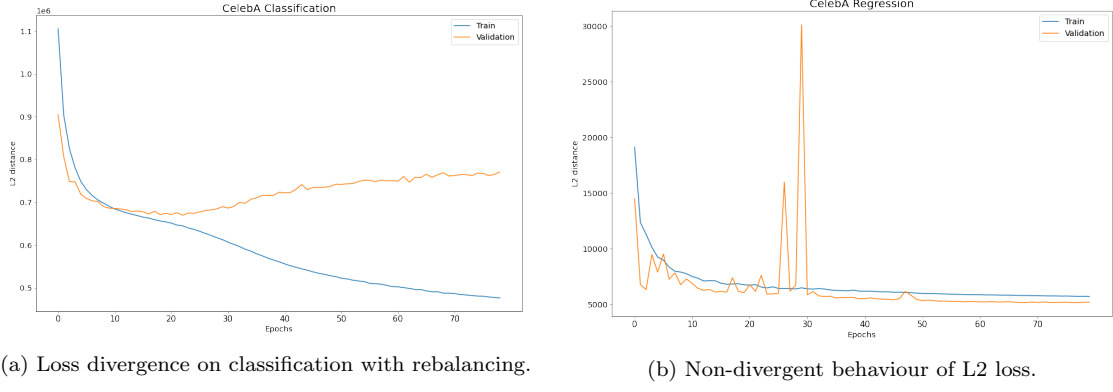 CelebA Classification
1e6
Train
Validation
1.1
1.0
0.9
0.8
0.7
0.6
0.5
L2 distance
0 10 20 30 40 50 60 70
Epochs
(a) Loss divergence on classification with rebalancing.
CelebA Regression
Train
Validation
30000
25000
20000
15000
10000
5000
L2 distance
0 10 20 30 40 50 60 70
Epochs
(b) Non-divergent behaviour of L2 loss.